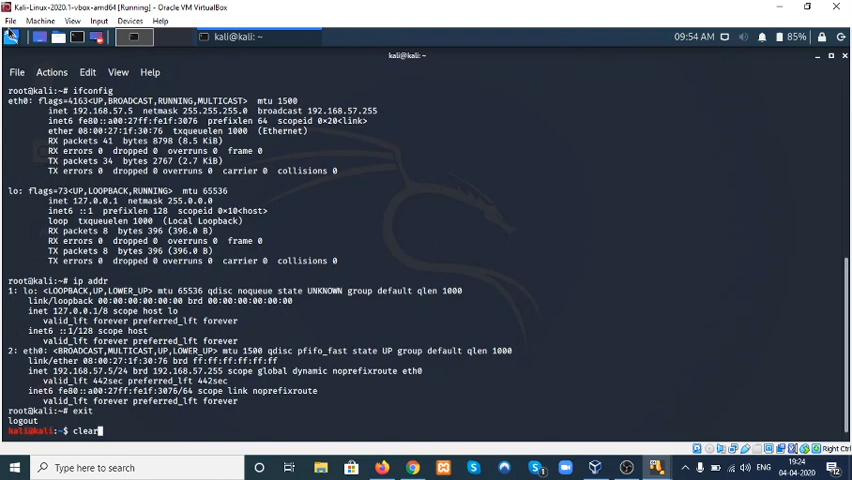 Kali-Linux-2020.1-vbox-amd64 [Running] - Oracle VM VirtualBox
File Machine View Input Devices Help
kali@kali: ~
09:54 AM
85%
kali@kali: ~
File Actions Edit View Help
root@kali:~# ifconfig
eth0: flags=4163<UP,BROADCAST,RUNNING,MULTICAST> mtu 1500
inet 192.168.57.5 netmask 255.255.255.0 broadcast 192.168.57.255
inet6 fe80::a00:27ff:fe1f:3076 prefixlen 64 scopeid 0×20<link>
ether 08:00:27:1f:30:76 txqueuelen 1000 (Ethernet)
RX packets 41 bytes 8798 (8.5 KiB)
RX errors 0 dropped 0 overruns 0 frame 0
TX packets 34 bytes 2767 (2.7 KiB)
TX errors 0 dropped 0 overruns 0 carrier 0 collisions 0
lo: flags=73<UP,LOOPBACK,RUNNING> mtu 65536
inet 127.0.0.1 netmask 255.0.0.0
inet6 ::1 prefixlen 128 scopeid 0×10<host>
loop txqueuelen 1000 (Local Loopback)
RX packets 8 bytes 396 (396.0 B)
RX errors 0 dropped 0 overruns 0 frame 0
TX packets 8 bytes 396 (396.0 B)
TX errors 0 dropped 0 overruns 0 carrier 0 collisions 0
root@kali:~# ip addr
1: lo: <LOOPBACK,UP,LOWER_UP> mtu 65536 qdisc noqueue state UNKNOWN group default qlen 1000
link/loopback 00:00:00:00:00:00 brd 00:00:00:00:00:00
inet 127.0.0.1/8 scope host lo
valid_lft forever preferred_lft forever
inet6 ::1/128 scope host
valid_lft forever preferred_lft forever
2: eth0: <BROADCAST,MULTICAST,UP,LOWER_UP> mtu 1500 qdisc pfifo_fast state UP group default qlen 1000
link/ether 08:00:27:1f:30:76 brd ff:ff:ff:ff:ff:ff
inet 192.168.57.5/24 brd 192.168.57.255 scope global dynamic noprefixroute eth0
valid_lft 442sec preferred_lft 442sec
inet6 fe80::a00:27ff:fe1f:3076/64 scope link noprefixroute
valid_lft forever preferred_lft forever
root@kali:~# exit
logout
kali@kali:~$ clear
Right Ctrl
Type here to search
ENG
19:24
04-04-2020
12